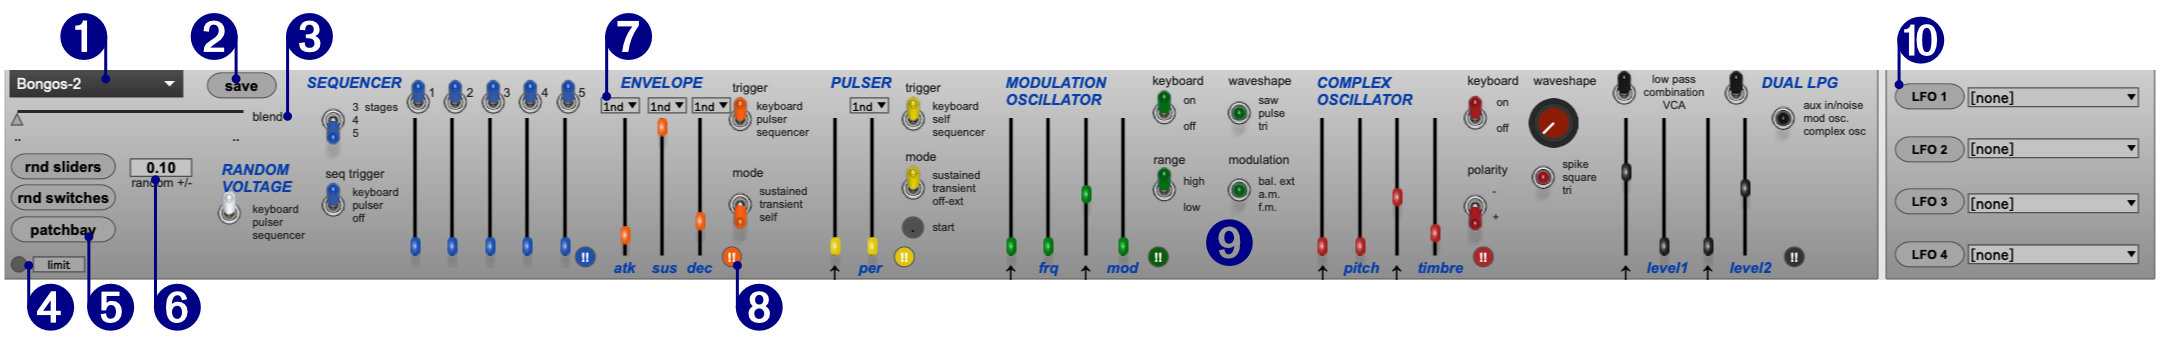 1
2
3
7
10
Bongos-2
save
blend
--
--
rnd sliders
rnd switches
patchbay
limit
0.10
random +/-
4
5
6
RANDOM
VOLTAGE
keyboard
pulser
sequencer
SEQUENCER
3 stages
4
5
seq trigger
keyboard
pulser
off
1
2
3
4
5
!!
ENVELOPE
1nd ▼
1nd ▼
1nd ▼
trigger
keyboard
pulser
sequencer
mode
sustained
transient
self
atk
sus
dec
!!
8
PULSER
1nd ▼
trigger
keyboard
self
sequencer
mode
sustained
transient
off-ext
start
↑
per
!!
MODULATION
OSCILLATOR
keyboard
on
off
waveshape
saw
pulse
tri
range
high
low
modulation
bal. ext
a.m.
f.m.
↑
frq
↑
mod
!!
9
COMPLEX
OSCILLATOR
keyboard
on
off
waveshape
polarity
-
+
spike
square
tri
↑
pitch
↑
timbre
!!
low pass
combination
VCA
DUAL LPG
aux in/noise
mod osc.
complex osc
↑
level1
↑
level2
!!
LFO 1
[none]
LFO 2
[none]
LFO 3
[none]
LFO 4
[none]